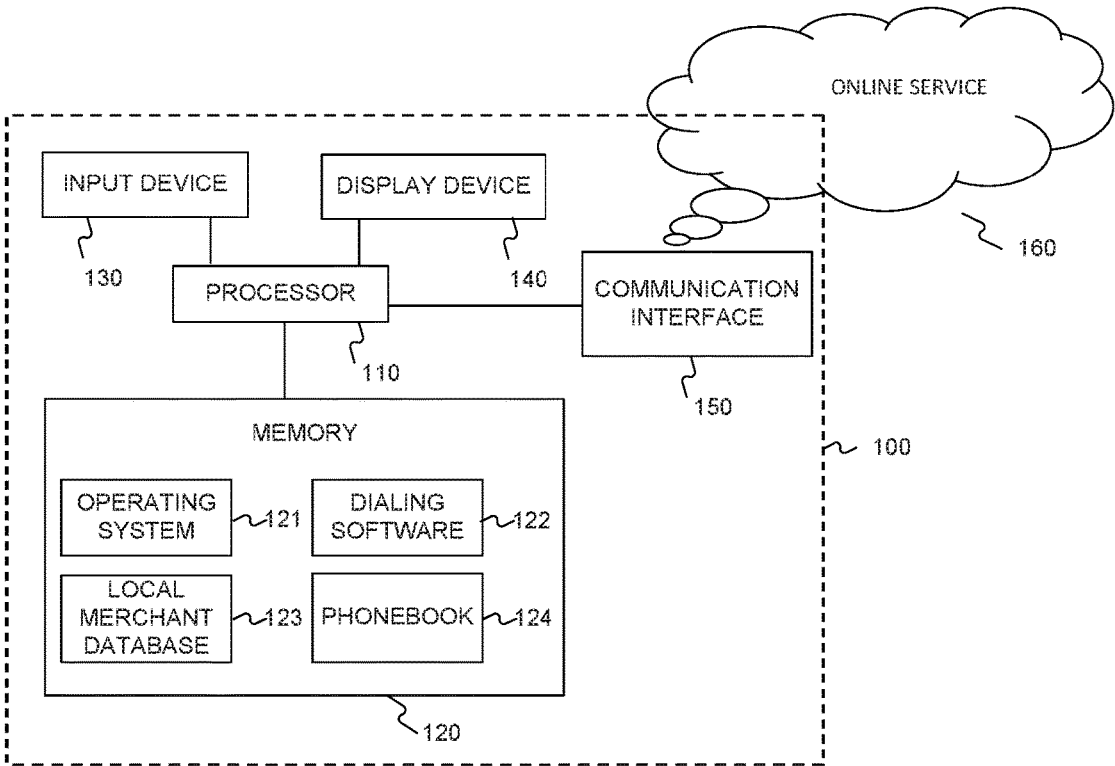 ONLINE SERVICE
INPUT DEVICE
DISPLAY DEVICE
130
140
160
PROCESSOR
COMMUNICATION
INTERFACE
110
150
MEMORY
100
OPERATING
SYSTEM
121
DIALING
SOFTWARE
122
LOCAL
MERCHANT
DATABASE
123
PHONEBOOK
124
120